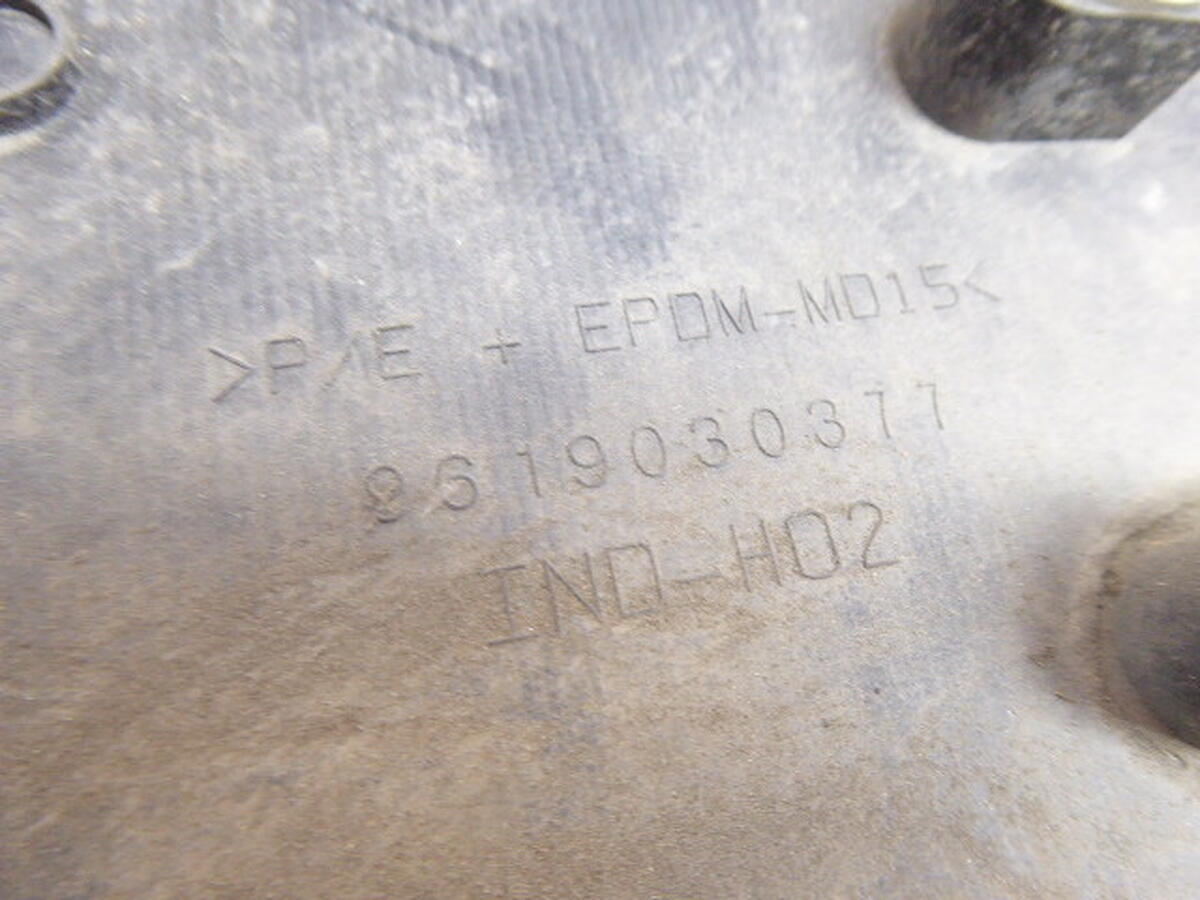 >P/E + EPDM-MD15<
9619030377
IND-H02